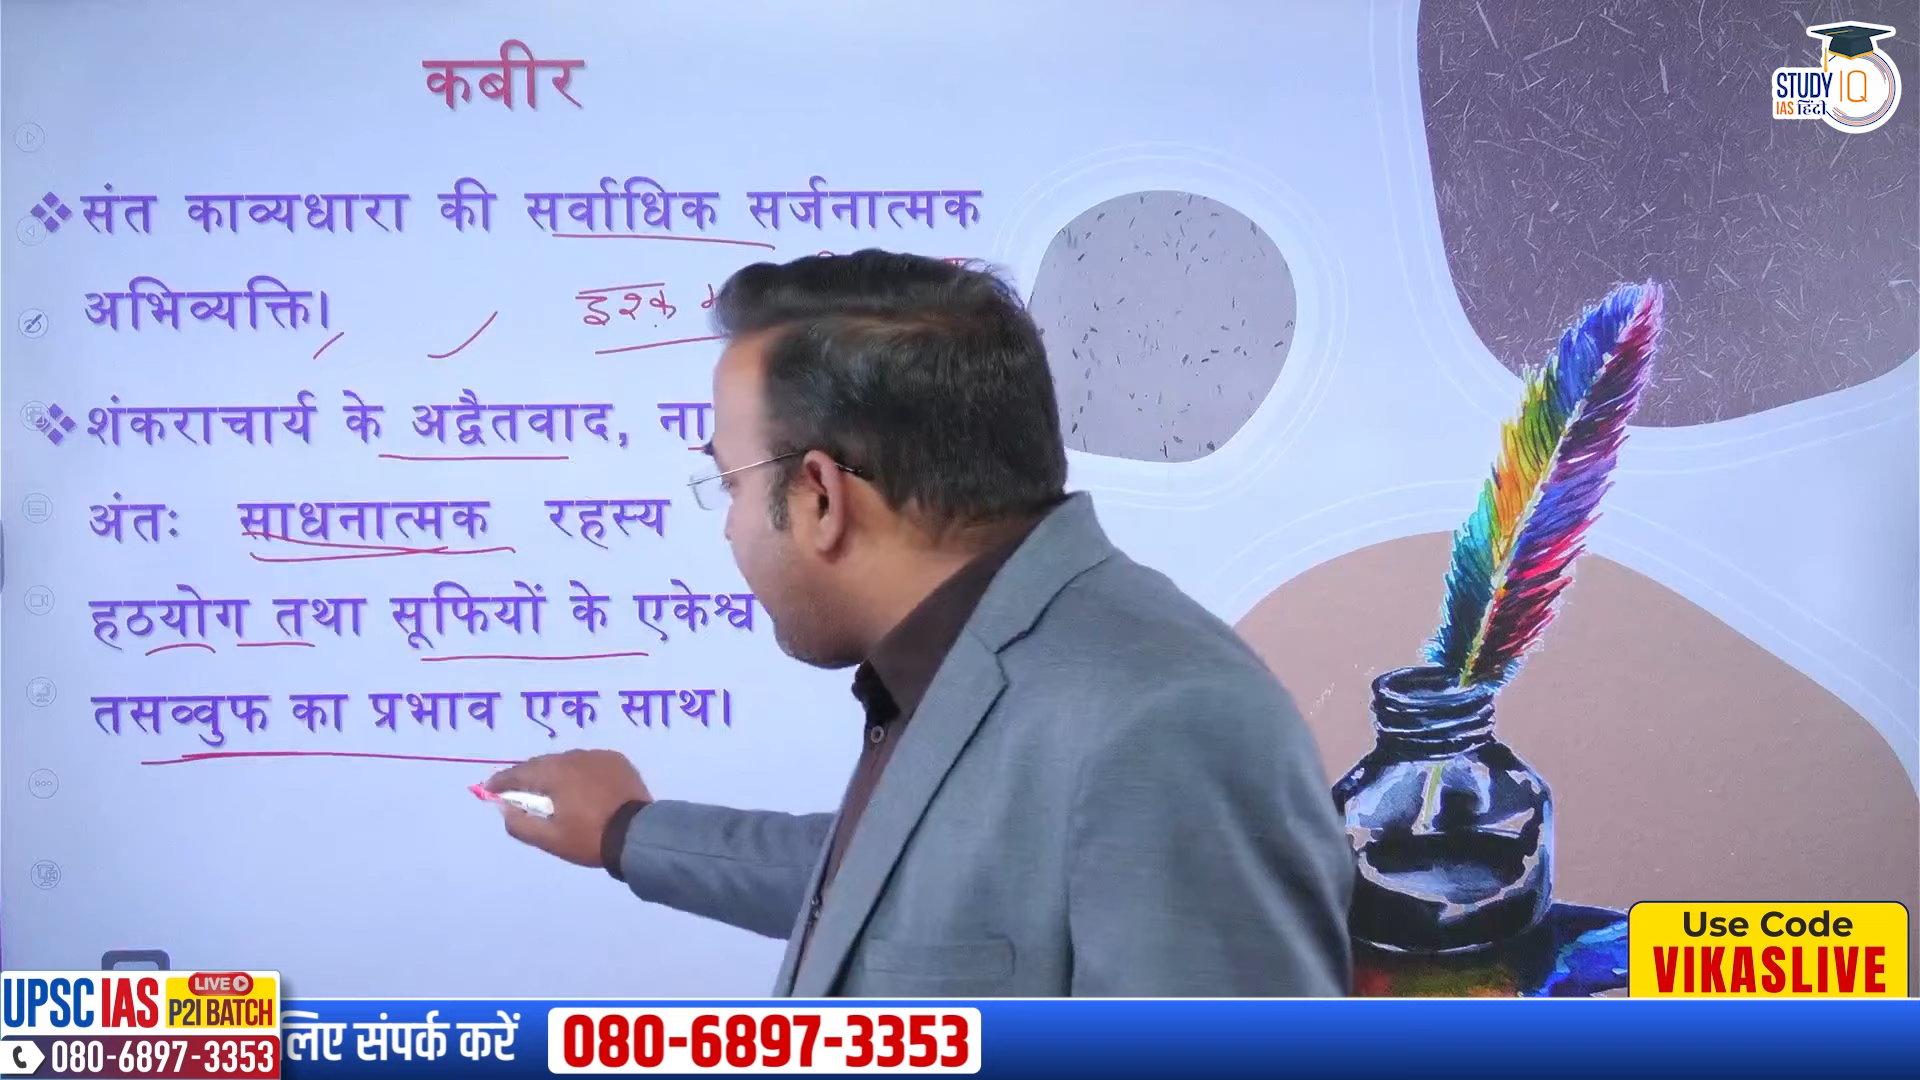 कबीर
STUDY IQ
IAS हिंदी
❖संत काव्यधारा की सर्वाधिक सर्जनात्मक
अभिव्यक्ति।
इश्क
❖शंकराचार्य के अद्वैतवाद,
अंतः साधनात्मक रहस्य
हठयोग तथा सूफियों के
तसव्वुफ का प्रभाव एक साथ।
Use Code
VIKASLIVE
UPSC IAS LIVE P2I BATCH
080-6897-3353
लिए संपर्क करें 080-6897-3353